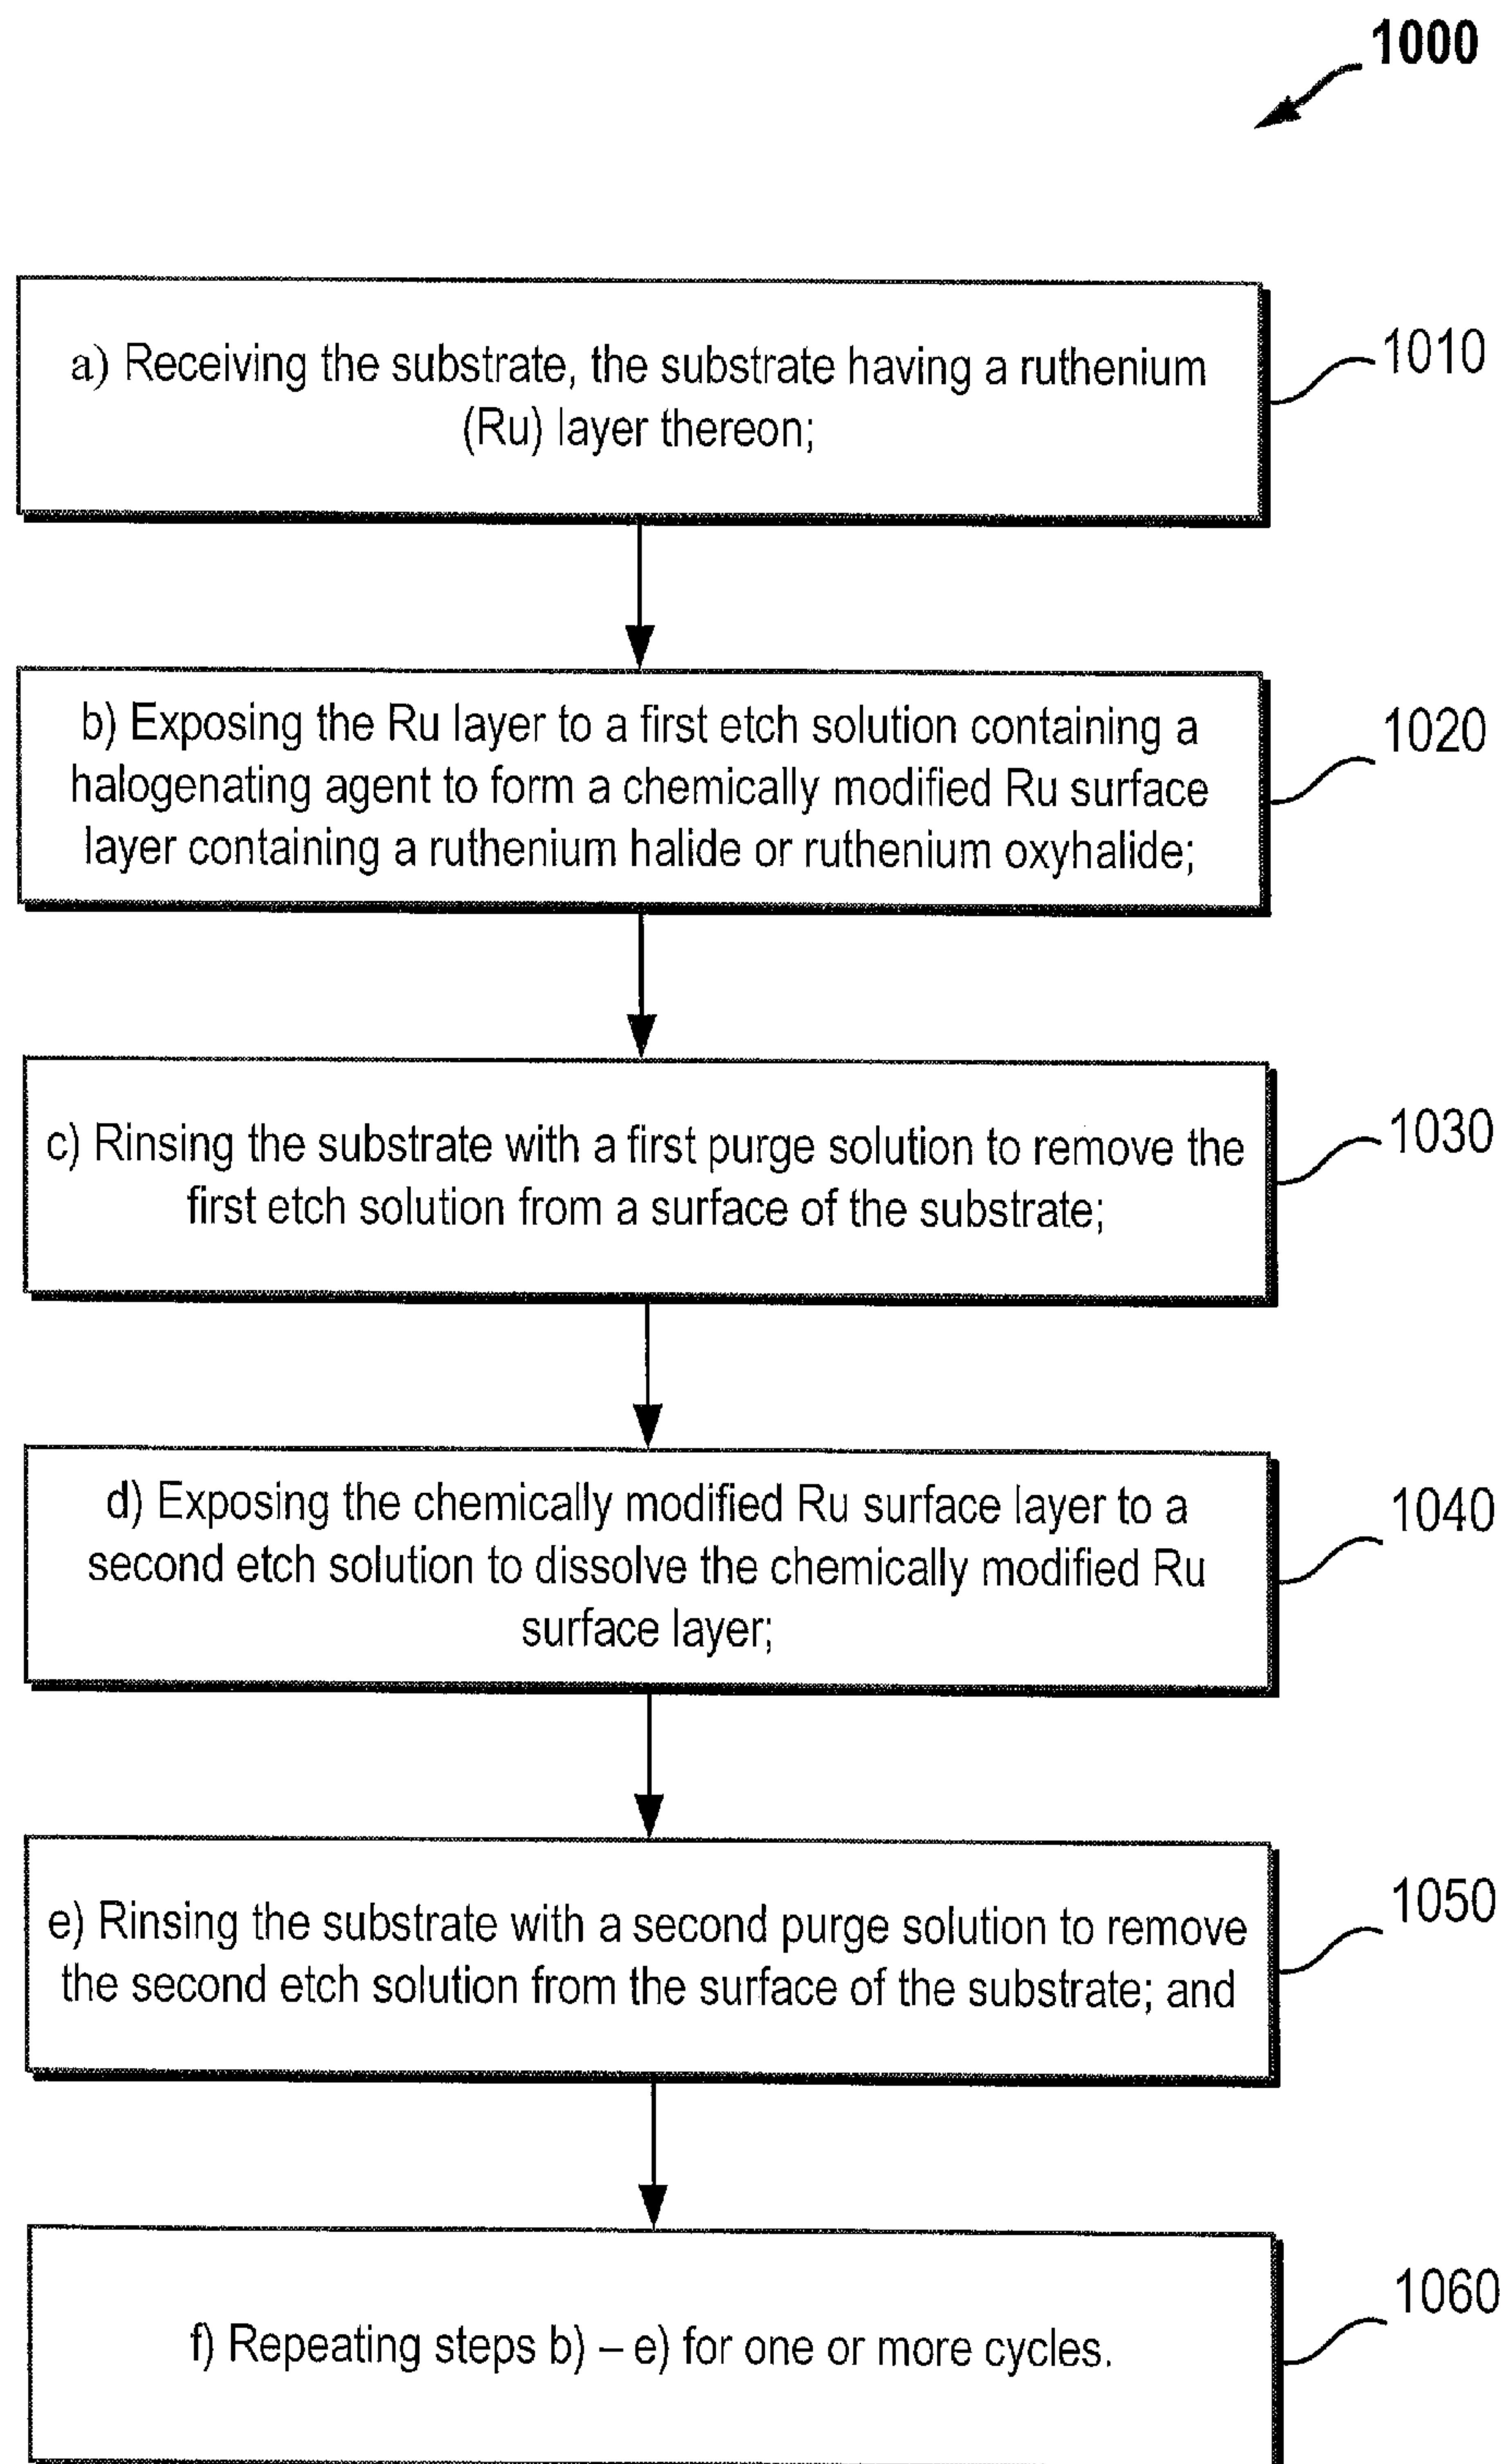 1000
a) Receiving the substrate, the substrate having a ruthenium
(Ru) layer thereon;
1010
b) Exposing the Ru layer to a first etch solution containing a
halogenating agent to form a chemically modified Ru surface
layer containing a ruthenium halide or ruthenium oxyhalide;
1020
c) Rinsing the substrate with a first purge solution to remove the
first etch solution from a surface of the substrate;
1030
d) Exposing the chemically modified Ru surface layer to a
second etch solution to dissolve the chemically modified Ru
surface layer;
1040
e) Rinsing the substrate with a second purge solution to remove
the second etch solution from the surface of the substrate; and
1050
f) Repeating steps b) – e) for one or more cycles.
1060